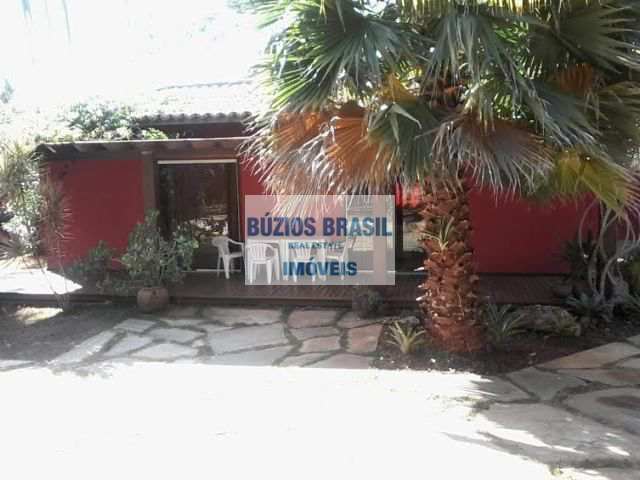 BÚZIOS BRASIL
REAL ESTATE
IMÓVEIS